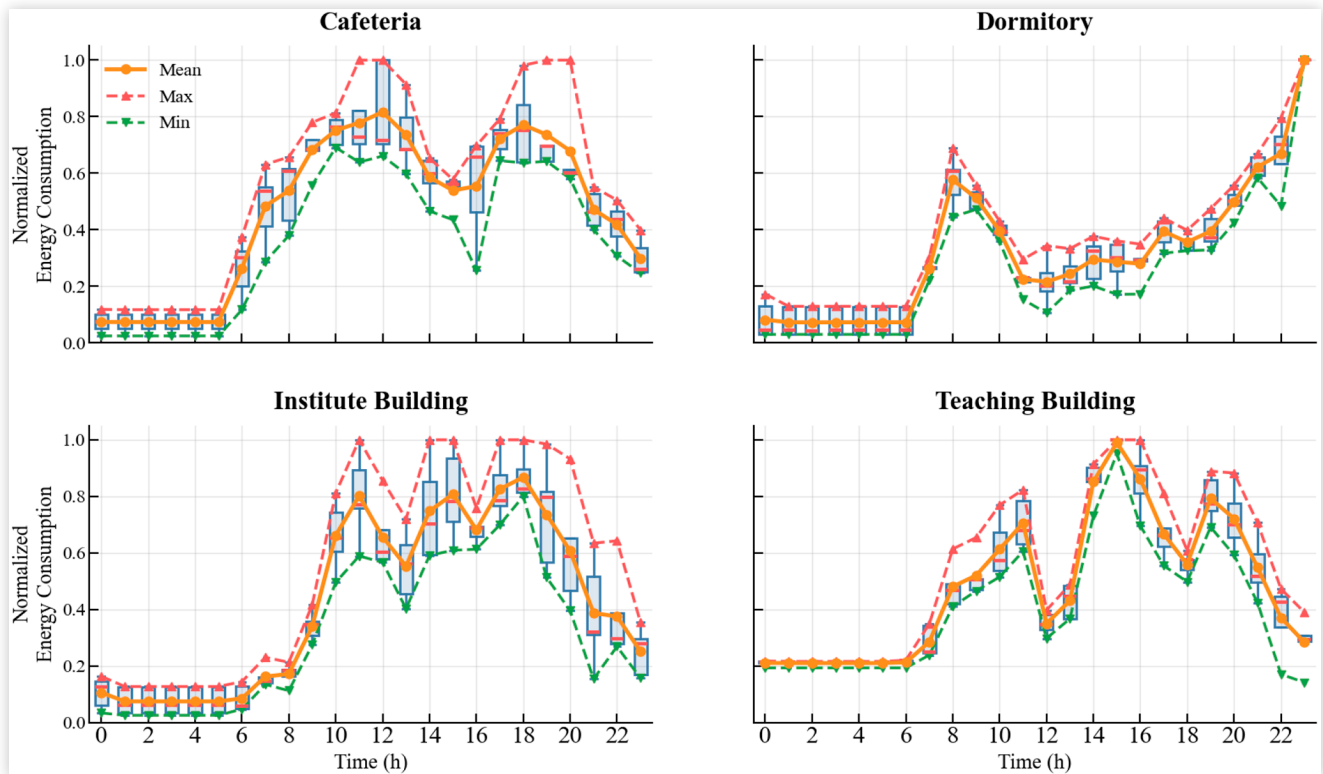 Cafeteria
Dormitory
Normalized
Energy Consumption
1.0
0.8
0.6
0.4
0.2
0.0
Mean
Max
Min
Institute Building
Teaching Building
Normalized
Energy Consumption
1.0
0.8
0.6
0.4
0.2
0.0
0 2 4 6 8 10 12 14 16 18 20 22
0 2 4 6 8 10 12 14 16 18 20 22
Time (h)
Time (h)